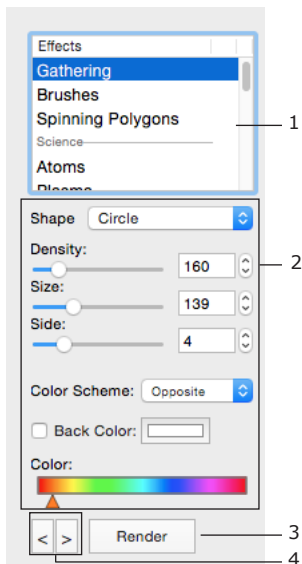 Effects
Gathering
Brushes
Spinning Polygons
1
Science
Atoms
Plasma
Shape Circle
Density:
160
2
Size:
139
Side:
4
Color Scheme: Opposite
Back Color:
Color:
< > Render
3
4